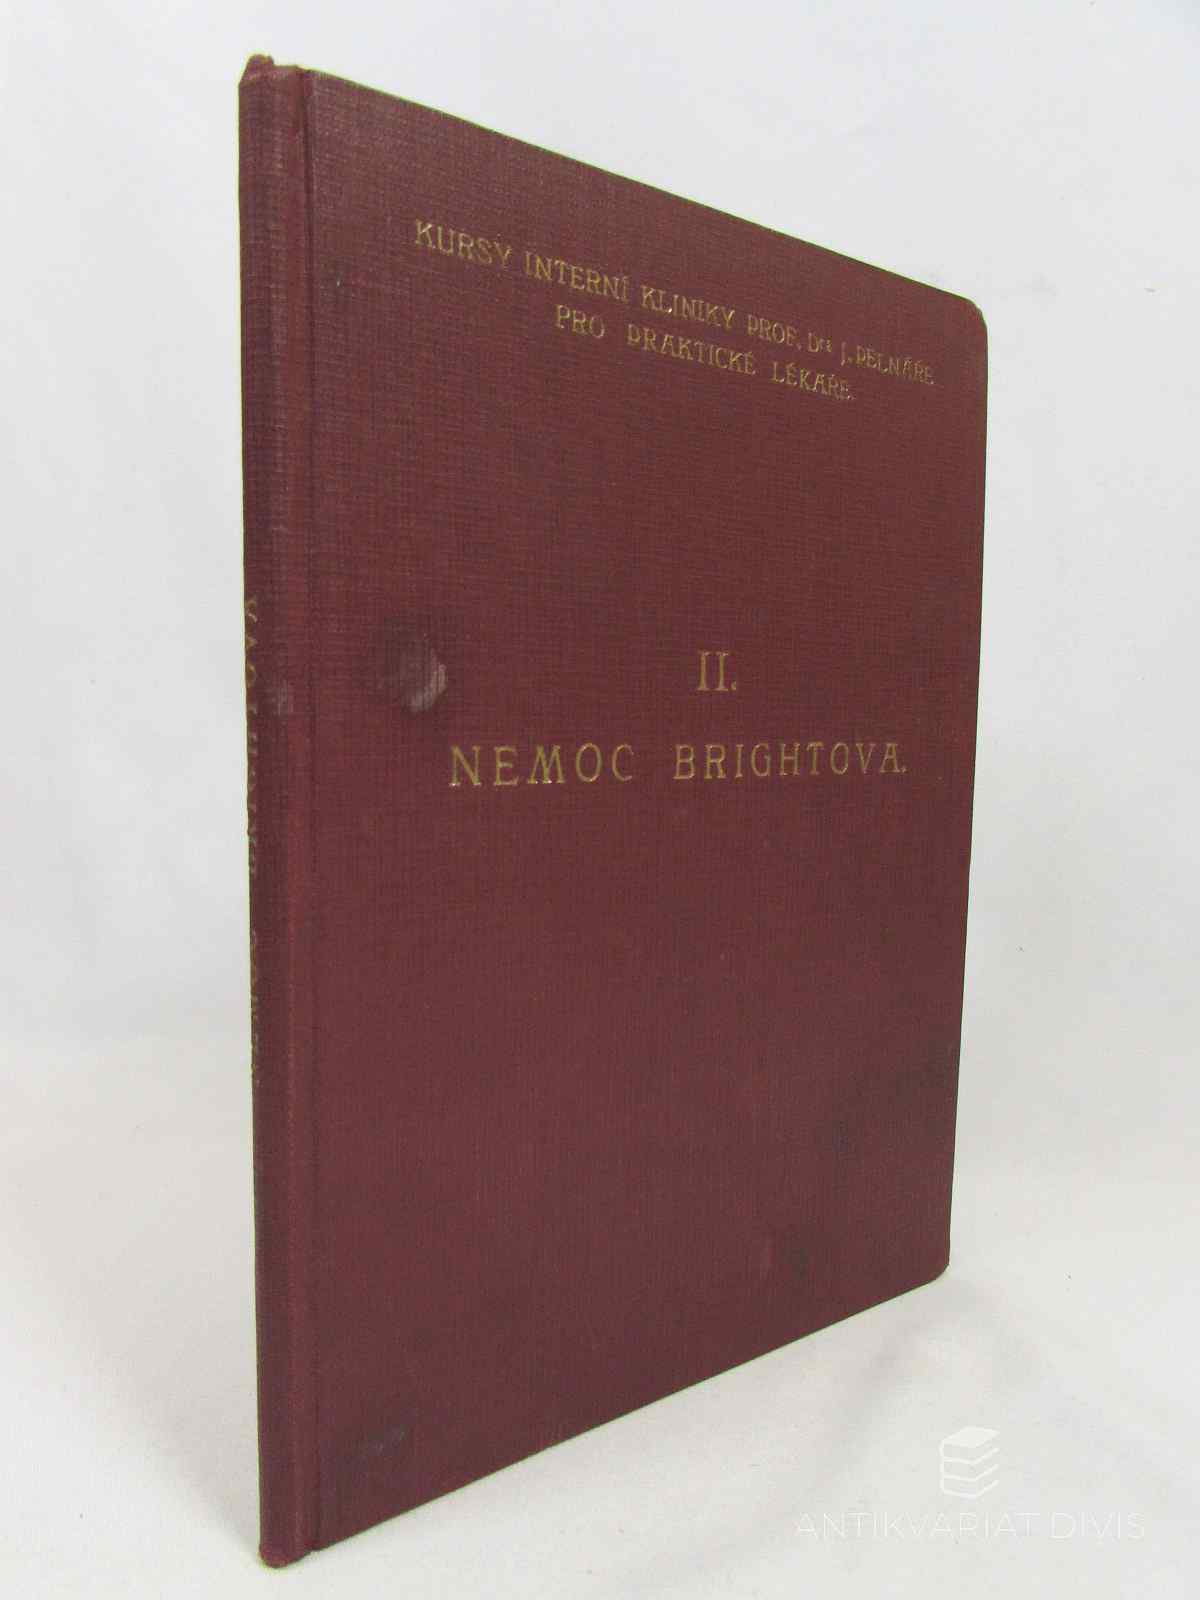 KURSY INTERNÍ KLINIKY PROF. Dra J. PELNÁŘE
PRO PRAKTICKÉ LÉKAŘE.
II.
NEMOC BRIGHTOVA.
ANTIKVARIAT DIVIS